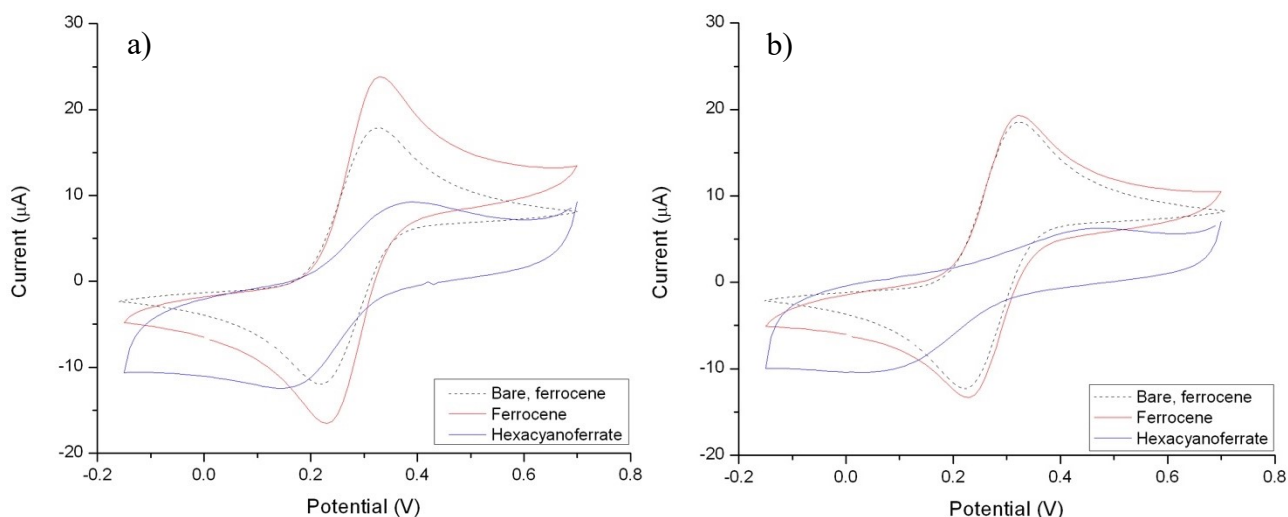 a)
30
20
10
0
-10
-20
Current (µA)
-0.2 0.0 0.2 0.4 0.6 0.8
Potential (V)
Bare, ferrocene
Ferrocene
Hexacyanoferrate
b)
30
20
10
0
-10
-20
Current (µA)
-0.2 0.0 0.2 0.4 0.6 0.8
Potential (V)
Bare, ferrocene
Ferrocene
Hexacyanoferrate